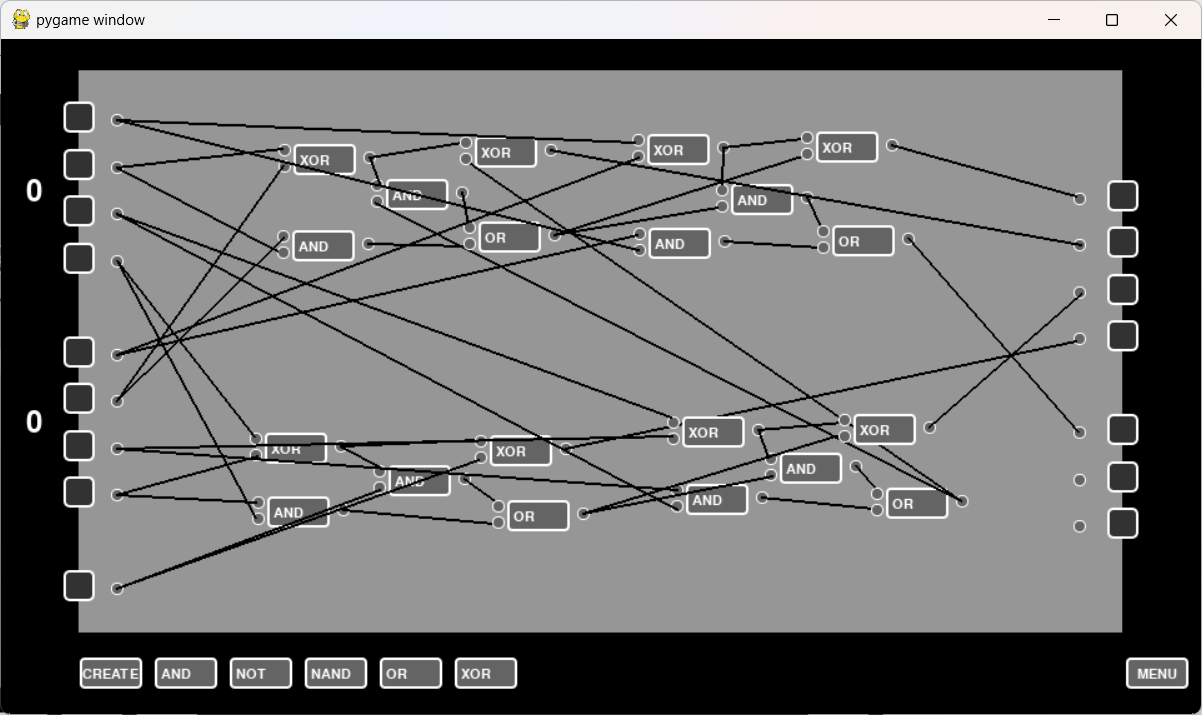 pygame window
XOR
XOR
XOR
XOR
AND
AND
0
AND
OR
AND
OR
0
XOR
XOR
XOR
XOR
AND
AND
AND
OR
AND
OR
CREATE AND NOT NAND OR XOR MENU